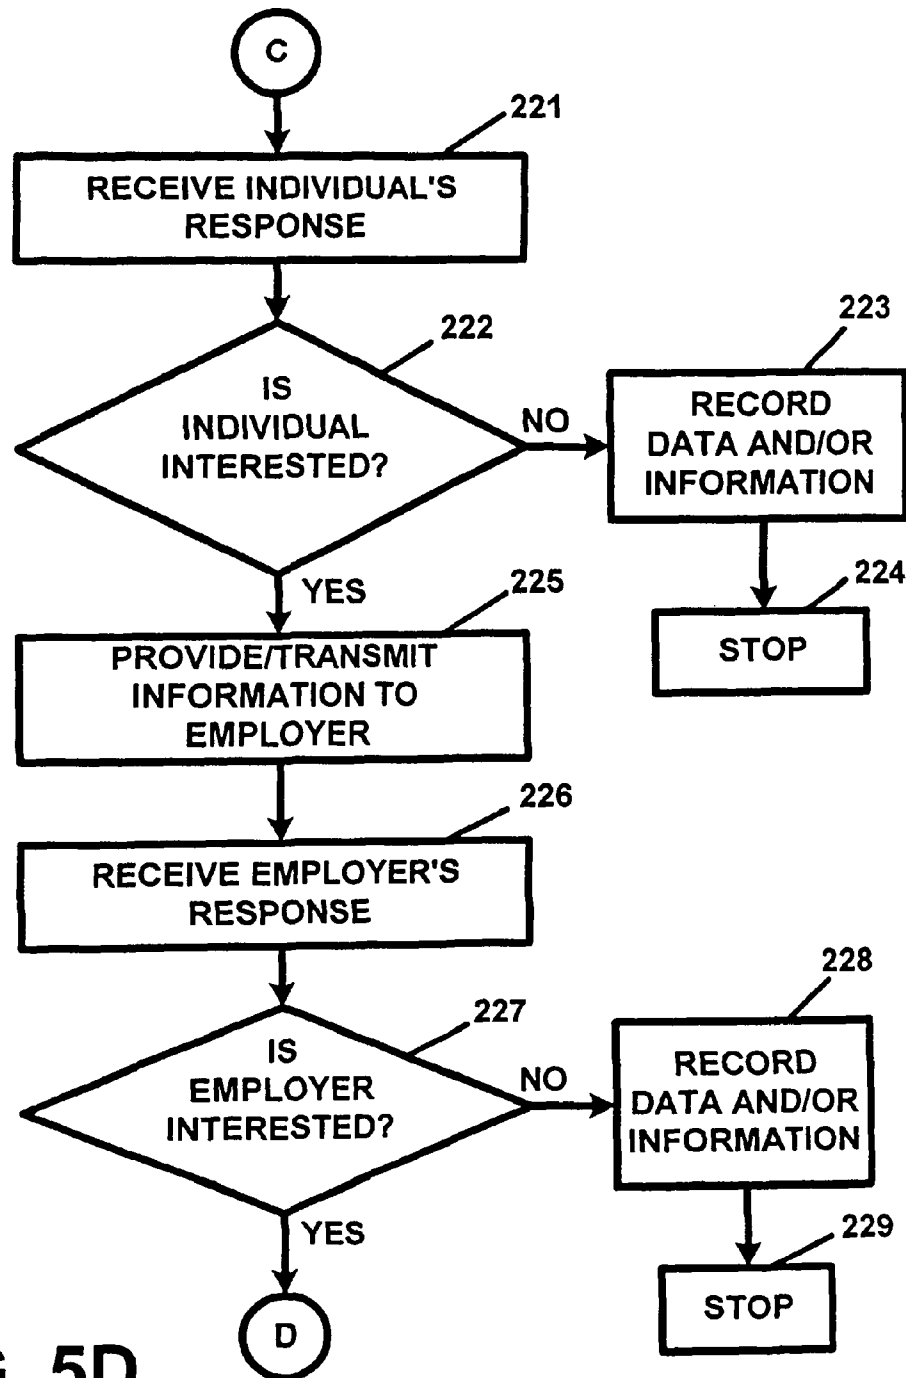 C
221
RECEIVE INDIVIDUAL'S
RESPONSE
222
IS
INDIVIDUAL
INTERESTED?
NO
223
RECORD
DATA AND/OR
INFORMATION
224
STOP
YES
225
PROVIDE/TRANSMIT
INFORMATION TO
EMPLOYER
226
RECEIVE EMPLOYER'S
RESPONSE
227
IS
EMPLOYER
INTERESTED?
NO
228
RECORD
DATA AND/OR
INFORMATION
229
STOP
YES
D
5D